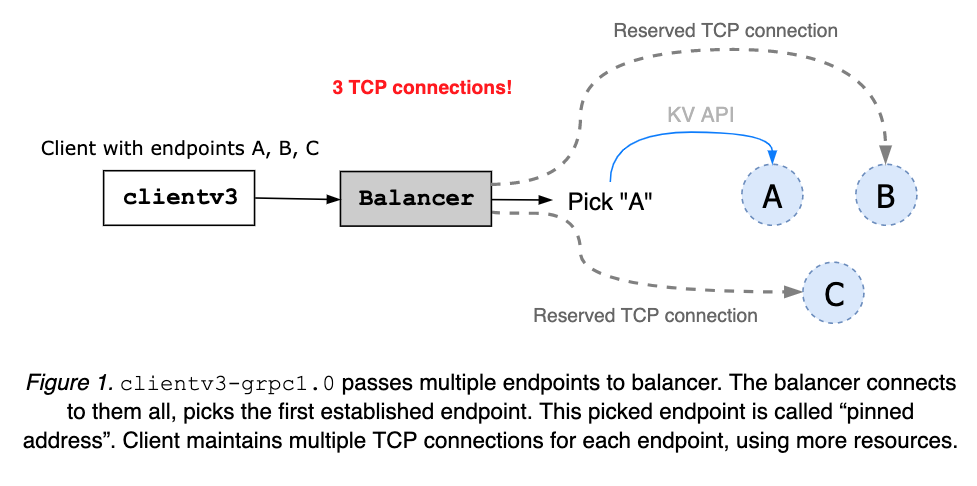 Reserved TCP connection
3 TCP connections!
KV API
Client with endpoints A, B, C
clientv3
Balancer
Pick "A"
A
B
C
Reserved TCP connection
Figure 1. clientv3-grpc1.0 passes multiple endpoints to balancer. The balancer connects
to them all, picks the first established endpoint. This picked endpoint is called “pinned
address”. Client maintains multiple TCP connections for each endpoint, using more resources.